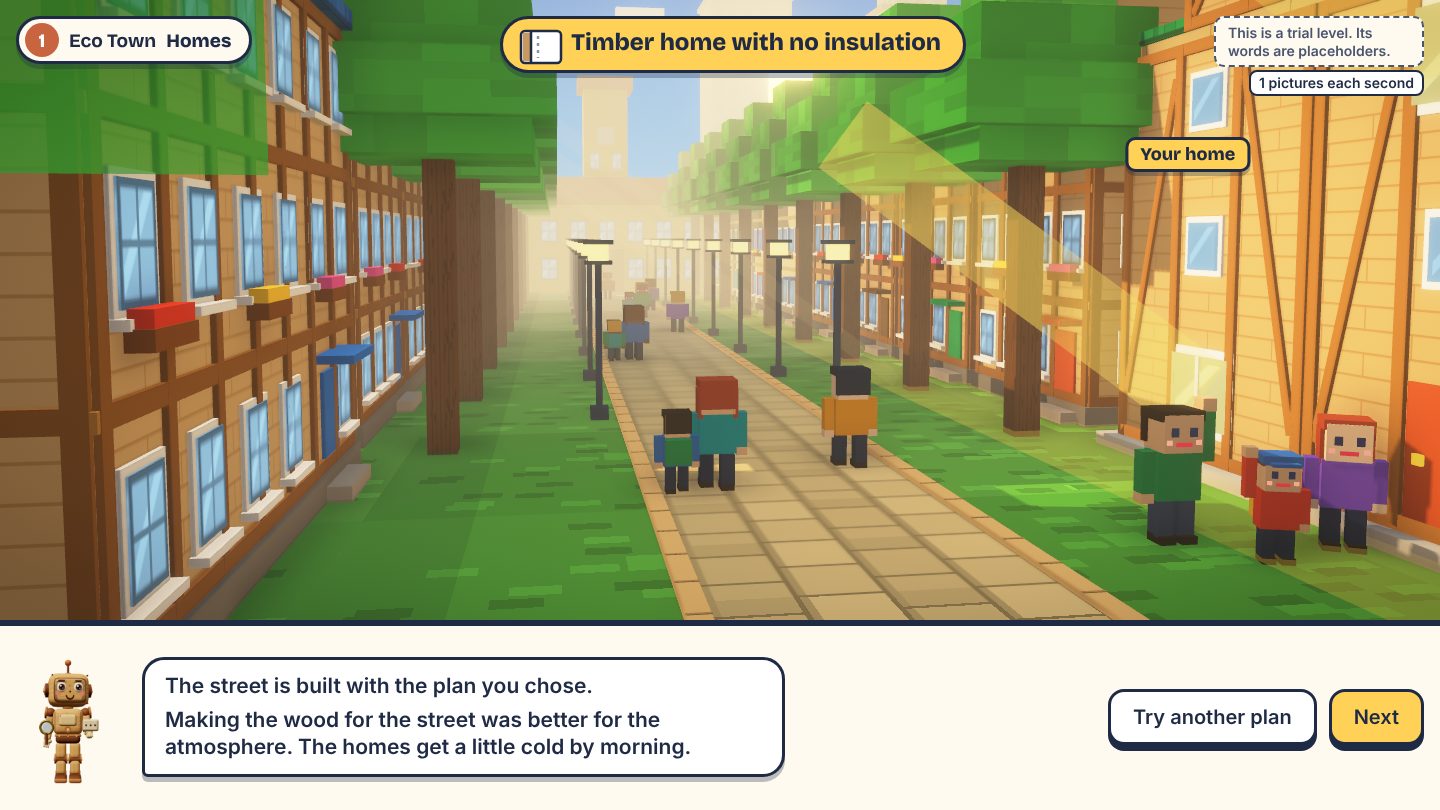 1 Eco Town Homes
Timber home with no insulation
This is a trial level. Its
words are placeholders.
1 pictures each second
Your home
The street is built with the plan you chose.
Making the wood for the street was better for the
atmosphere. The homes get a little cold by morning.
Try another plan
Next